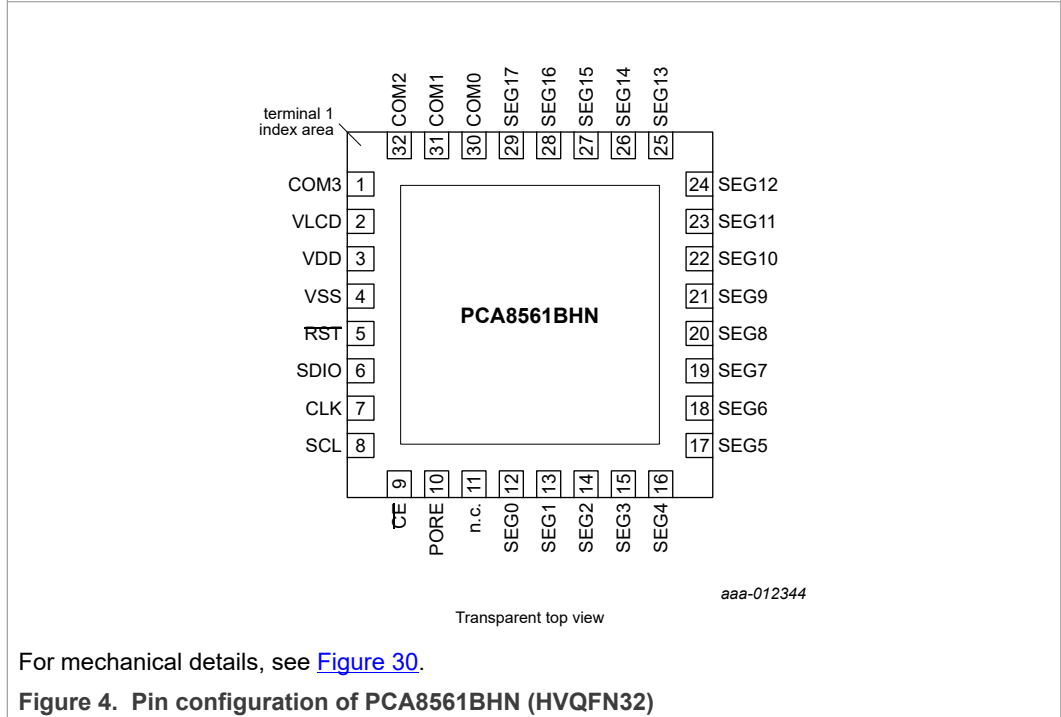 32 COM2
31 COM1
30 COM0
29 SEG17
28 SEG16
27 SEG15
26 SEG14
25 SEG13
terminal 1
index area
COM3 1
VLCD 2
VDD 3
VSS 4
RST 5
SDIO 6
CLK 7
SCL 8
PCA8561BHN
24 SEG12
23 SEG11
22 SEG10
21 SEG9
20 SEG8
19 SEG7
18 SEG6
17 SEG5
CE 9
PORE 10
n.c. 11
SEG0 12
SEG1 13
SEG2 14
SEG3 15
SEG4 16
aaa-012344
Transparent top view
For mechanical details, see Figure 30.
Figure 4. Pin configuration of PCA8561BHN (HVQFN32)